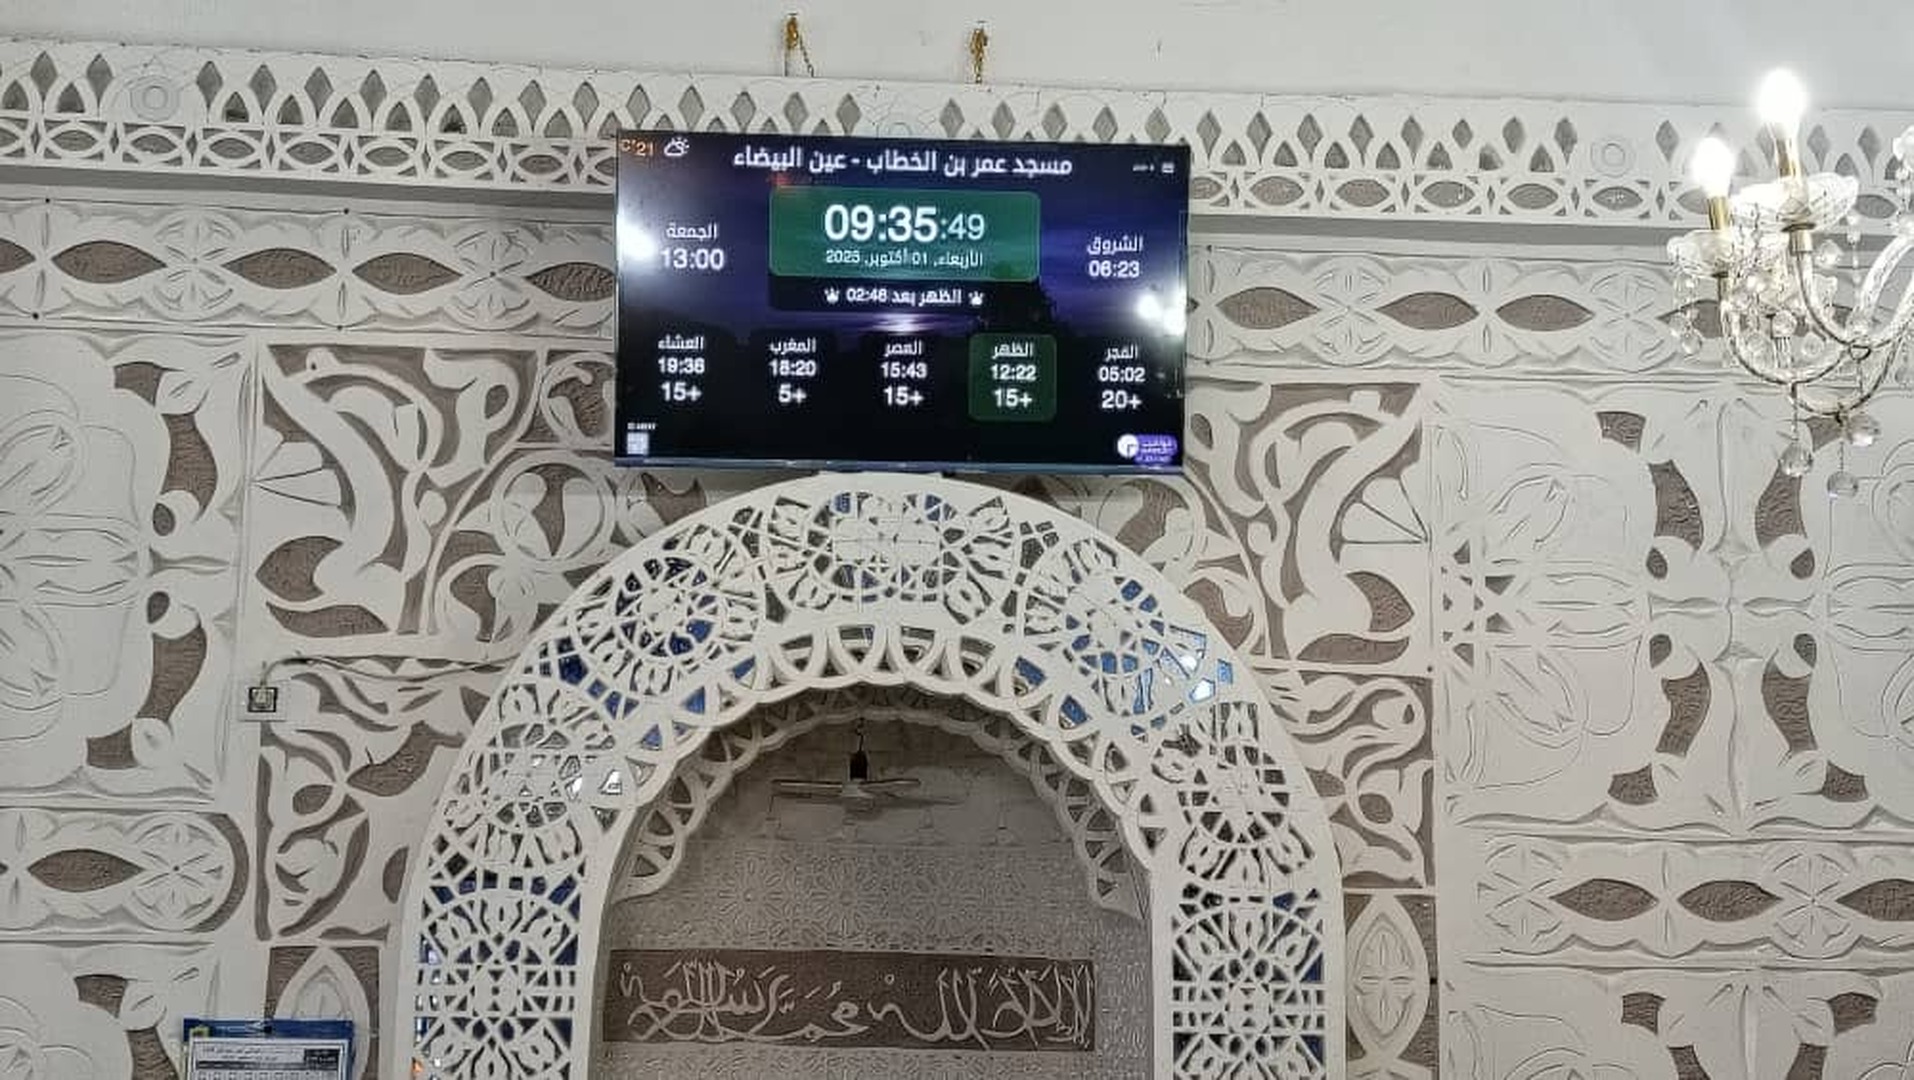 21°C
مسجد عمر بن الخطاب - عين البيضاء
09:35:49
الأربعاء, 01 أكتوبر, 2025
الظهر بعد 02:46
الشروق
06:23
الجمعة
13:00
الفجر
05:02
20+
الظهر
12:22
15+
العصر
15:43
15+
المغرب
18:20
5+
العشاء
19:36
15+
لا إله إلا الله محمد رسول الله